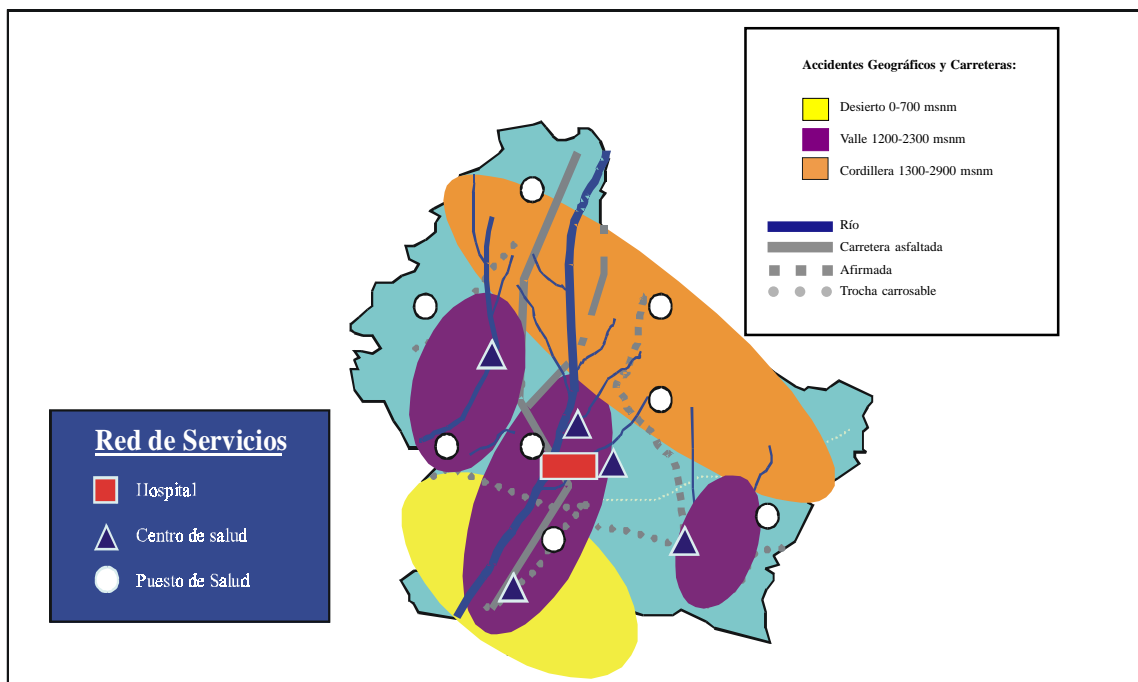 Accidentes Geográficos y Carreteras:
Desierto 0-700 msnm
Valle 1200-2300 msnm
Cordillera 1300-2900 msnm
Río
Carretera asfaltada
Afirmada
Trocha carrosable
Red de Servicios
Hospital
Centro de salud
Puesto de Salud